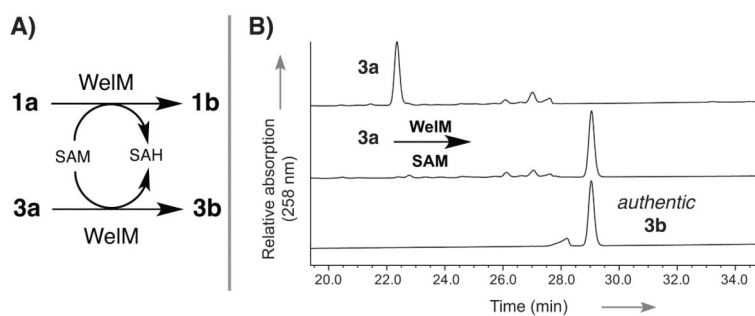 A)
WelM
1a 1b
SAM SAH
3a 3b
WelM
B)
Relative absorption
(258 nm)
3a
3a WelM
SAM
authentic
3b
20.0 22.0 24.0 26.0 28.0 30.0 32.0 34.0
Time (min)